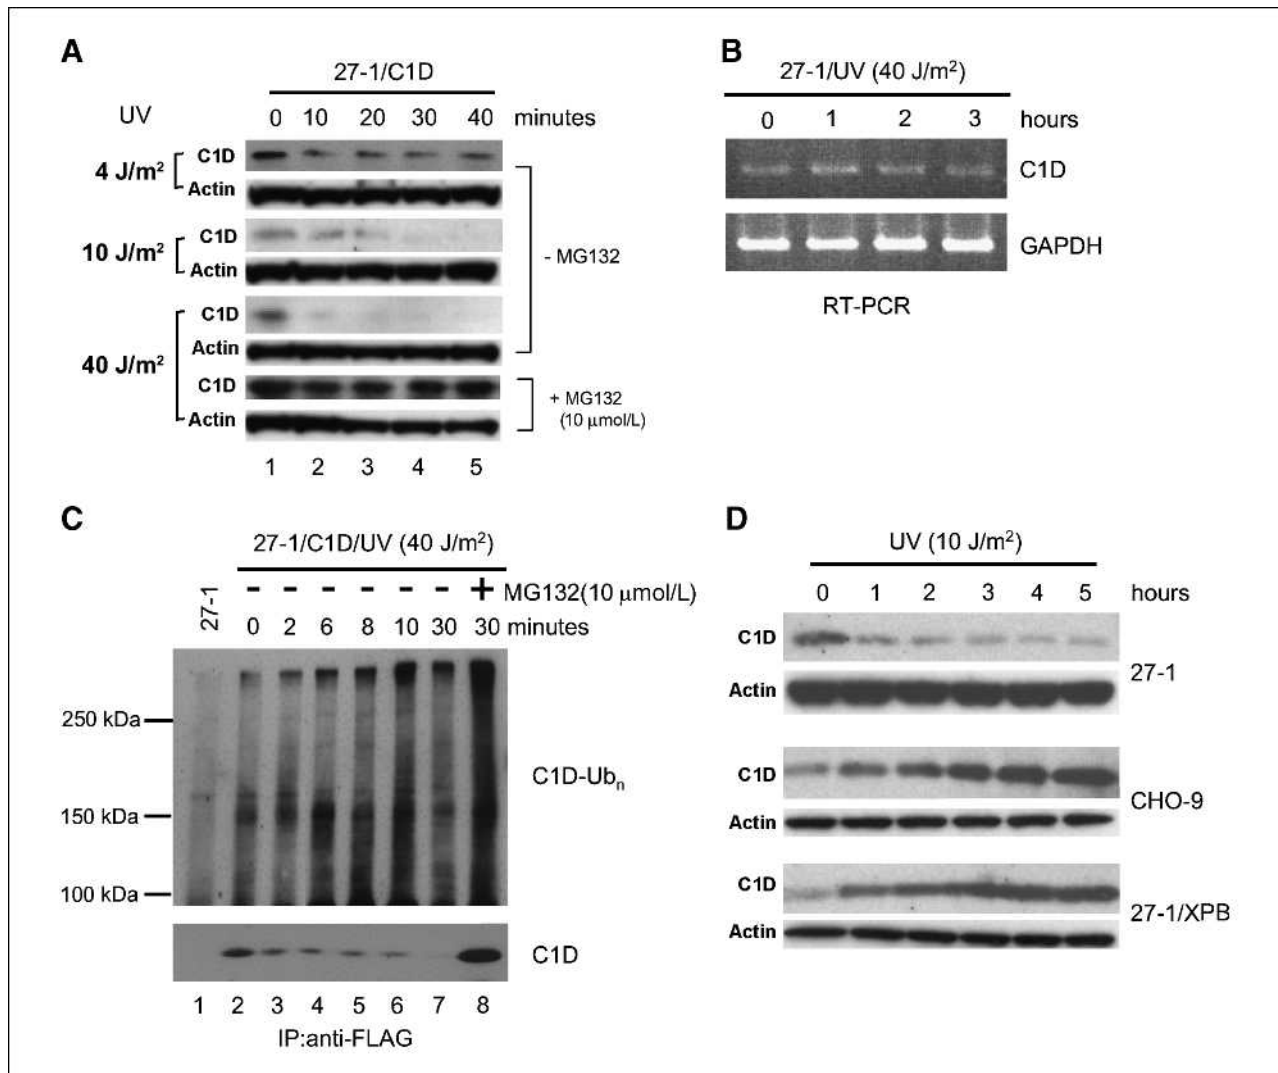 A
27-1/C1D
UV 0 10 20 30 40 minutes
4 J/m² C1D
Actin
10 J/m² C1D
Actin
- MG132
40 J/m² C1D
Actin
C1D
Actin
+ MG132
(10 μmol/L)
1 2 3 4 5
B
27-1/UV (40 J/m²)
0 1 2 3 hours
C1D
GAPDH
RT-PCR
C
27-1/C1D/UV (40 J/m²)
27-1 - - - - - - + MG132(10 μmol/L)
0 2 6 8 10 30 30 minutes
250 kDa
C1D-Ubₙ
150 kDa
100 kDa
C1D
1 2 3 4 5 6 7 8
IP:anti-FLAG
D
UV (10 J/m²)
0 1 2 3 4 5 hours
C1D
27-1
Actin
C1D
CHO-9
Actin
C1D
27-1/XPB
Actin